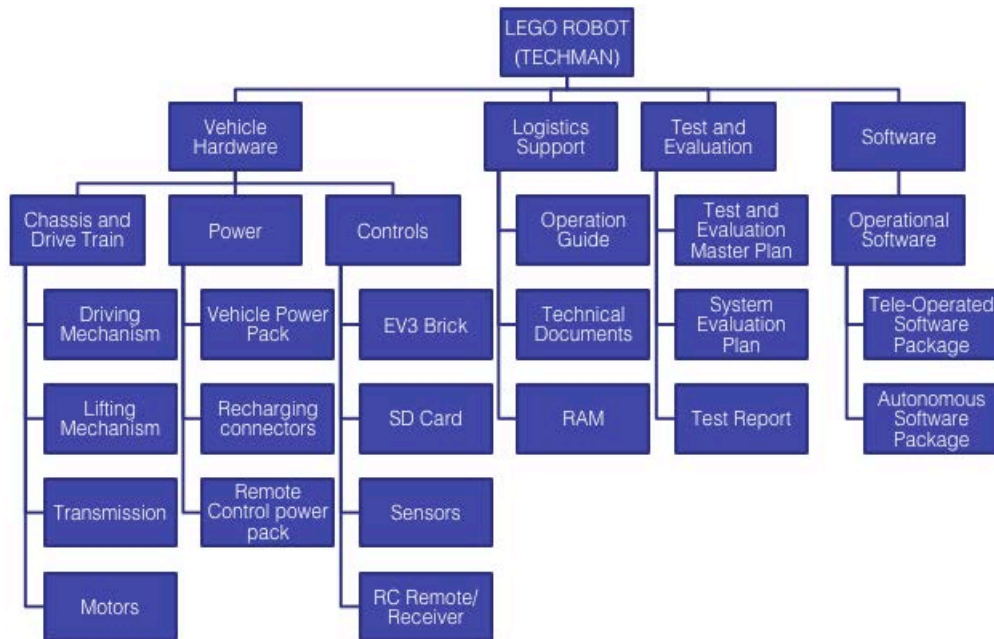 LEGO ROBOT
(TECHMAN)
Vehicle
Hardware
Logistics
Support
Test and
Evaluation
Software
Chassis and
Drive Train
Power
Controls
Operation
Guide
Test and
Evaluation
Master Plan
Operational
Software
Driving
Mechanism
Vehicle Power
Pack
EV3 Brick
Technical
Documents
System
Evaluation
Plan
Tele-Operated
Software
Package
Lifting
Mechanism
Recharging
connectors
SD Card
RAM
Test Report
Autonomous
Software
Package
Transmission
Remote
Control power
pack
Sensors
Motors
RC Remote/
Receiver